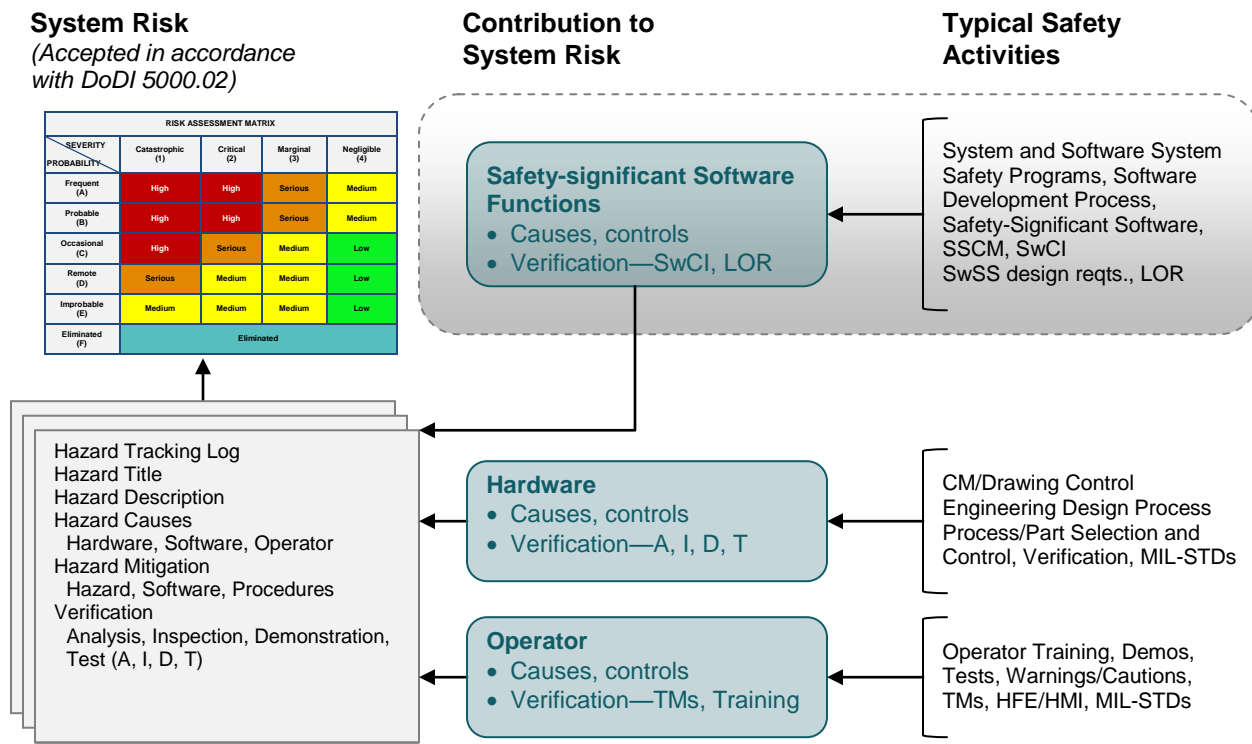 System Risk
(Accepted in accordance
with DoDI 5000.02)
Contribution to
System Risk
Typical Safety
Activities
RISK ASSESSMENT MATRIX
SEVERITY
PROBABILITY
Catastrophic
(1)
Critical
(2)
Marginal
(3)
Negligible
(4)
Frequent
(A)
High
High
Serious
Medium
Probable
(B)
High
High
Serious
Medium
Occasional
(C)
High
Serious
Medium
Low
Remote
(D)
Serious
Medium
Medium
Low
Improbable
(E)
Medium
Medium
Medium
Low
Eliminated
(F)
Eliminated
Safety-significant Software
Functions
• Causes, controls
• Verification—SwCI, LOR
System and Software System
Safety Programs, Software
Development Process,
Safety-Significant Software,
SSCM, SwCI
SwSS design reqts., LOR
Hazard Tracking Log
Hazard Title
Hazard Description
Hazard Causes
Hardware, Software, Operator
Hazard Mitigation
Hazard, Software, Procedures
Verification
Analysis, Inspection, Demonstration,
Test (A, I, D, T)
Hardware
• Causes, controls
• Verification—A, I, D, T
CM/Drawing Control
Engineering Design Process
Process/Part Selection and
Control, Verification, MIL-STDs
Operator
• Causes, controls
• Verification—TMs, Training
Operator Training, Demos,
Tests, Warnings/Cautions,
TMs, HFE/HMI, MIL-STDs